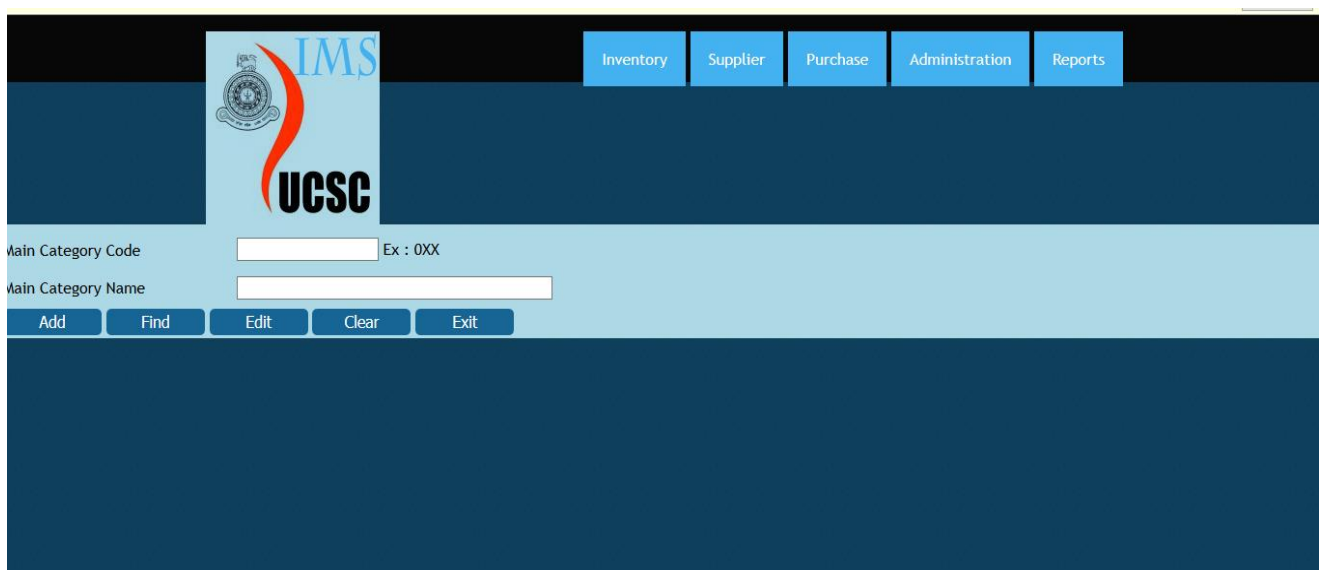 IMS
UCSC
Inventory Supplier Purchase Administration Reports
Main Category Code Ex : 0XX
Main Category Name
Add Find Edit Clear Exit